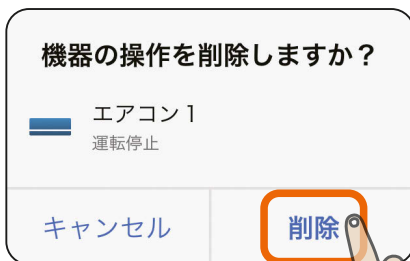 機器の操作を削除しますか？
エアコン1
運転停止
キャンセル
削除